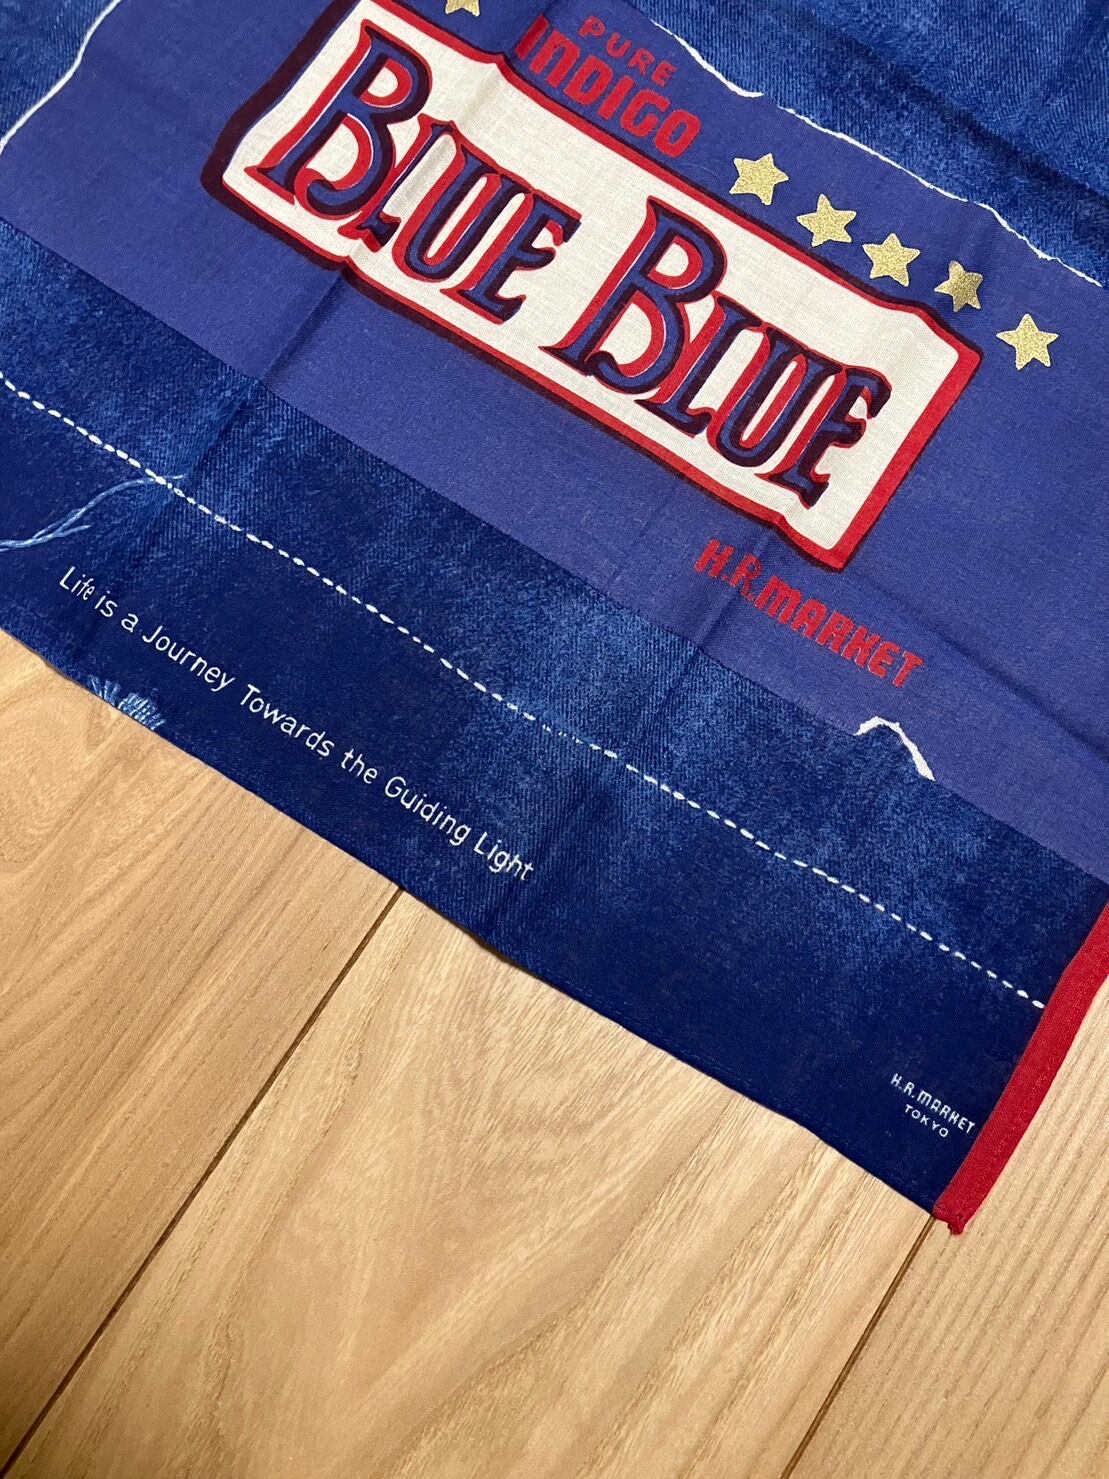 PURE
INDIGO
BLUE BLUE
H.R.MARKET
Life is a Journey Towards the Guiding Light
H.R.MARKET
TOKYO